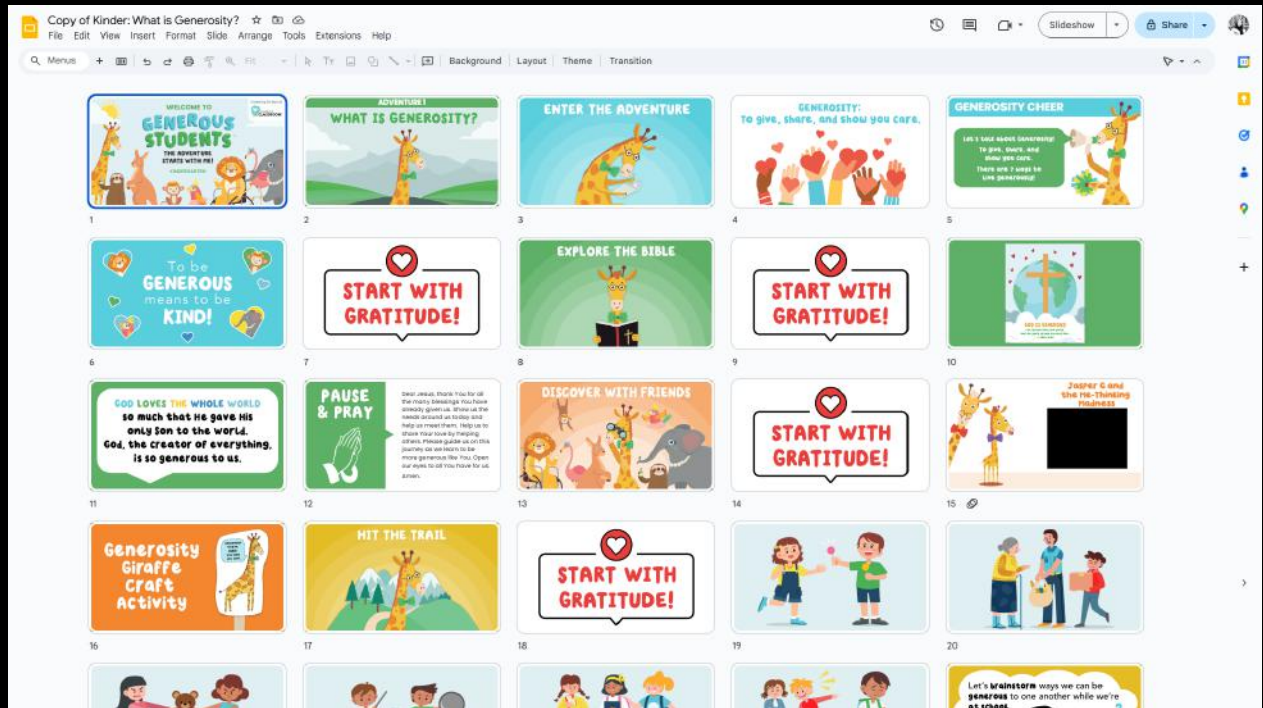 Copy of Kinder: What is Generosity?
File Edit View Insert Format Slide Arrange Tools Extensions Help
Slideshow
Share
Menus
Fit
Background
Layout
Theme
Transition
WELCOME TO
GENEROUS
STUDENTS
THE ADVENTURE
STARTS WITH ME!
KINDERGARTEN
1
ADVENTURE 1
WHAT IS GENEROSITY?
2
ENTER THE ADVENTURE
3
GENEROSITY:
To give, share, and show you care.
4
GENEROSITY CHEER
Let's talk about Generosity!
To give, share, and
show you care.
There are 7 ways to
live generously!
5
To be
GENEROUS
means to be
KIND!
6
START WITH
GRATITUDE!
7
EXPLORE THE BIBLE
8
START WITH
GRATITUDE!
9
GOD IS GENEROUS
10
GOD LOVES THE WHOLE WORLD
so much that He gave His
only Son to the world.
God, the creator of everything,
is so generous to us.
11
PAUSE
& PRAY
Dear Jesus, thank You for all
the many blessings You have
already given us. Show us the
needs around us today and
help us meet them. Help us to
share Your love by helping
others. Please guide us on this
journey as we learn to be
more generous like You. Open
our eyes to all You have for us.
Amen.
12
DISCOVER WITH FRIENDS
13
START WITH
GRATITUDE!
14
Jasper G and
the Me-Thinking
Madness
15
Generosity
Giraffe
Craft
Activity
16
HIT THE TRAIL
17
START WITH
GRATITUDE!
18
19
20
Let's brainstorm ways we can be
generous to one another while we're
at school.